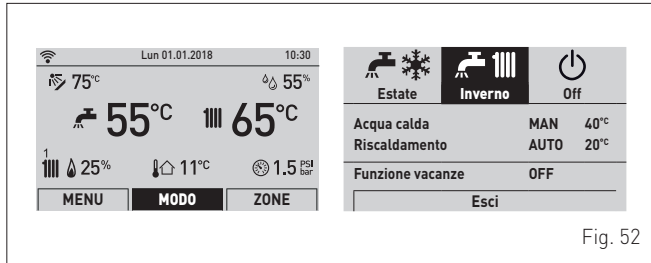 Lun 01.01.2018 10:30
75°C 55%
55°C 65°C
1
25% 11°C 1.5 PSI bar
MENU MODO ZONE
Estate Inverno Off
Acqua calda MAN 40°C
Riscaldamento AUTO 20°C
Funzione vacanze OFF
Esci
Fig. 52